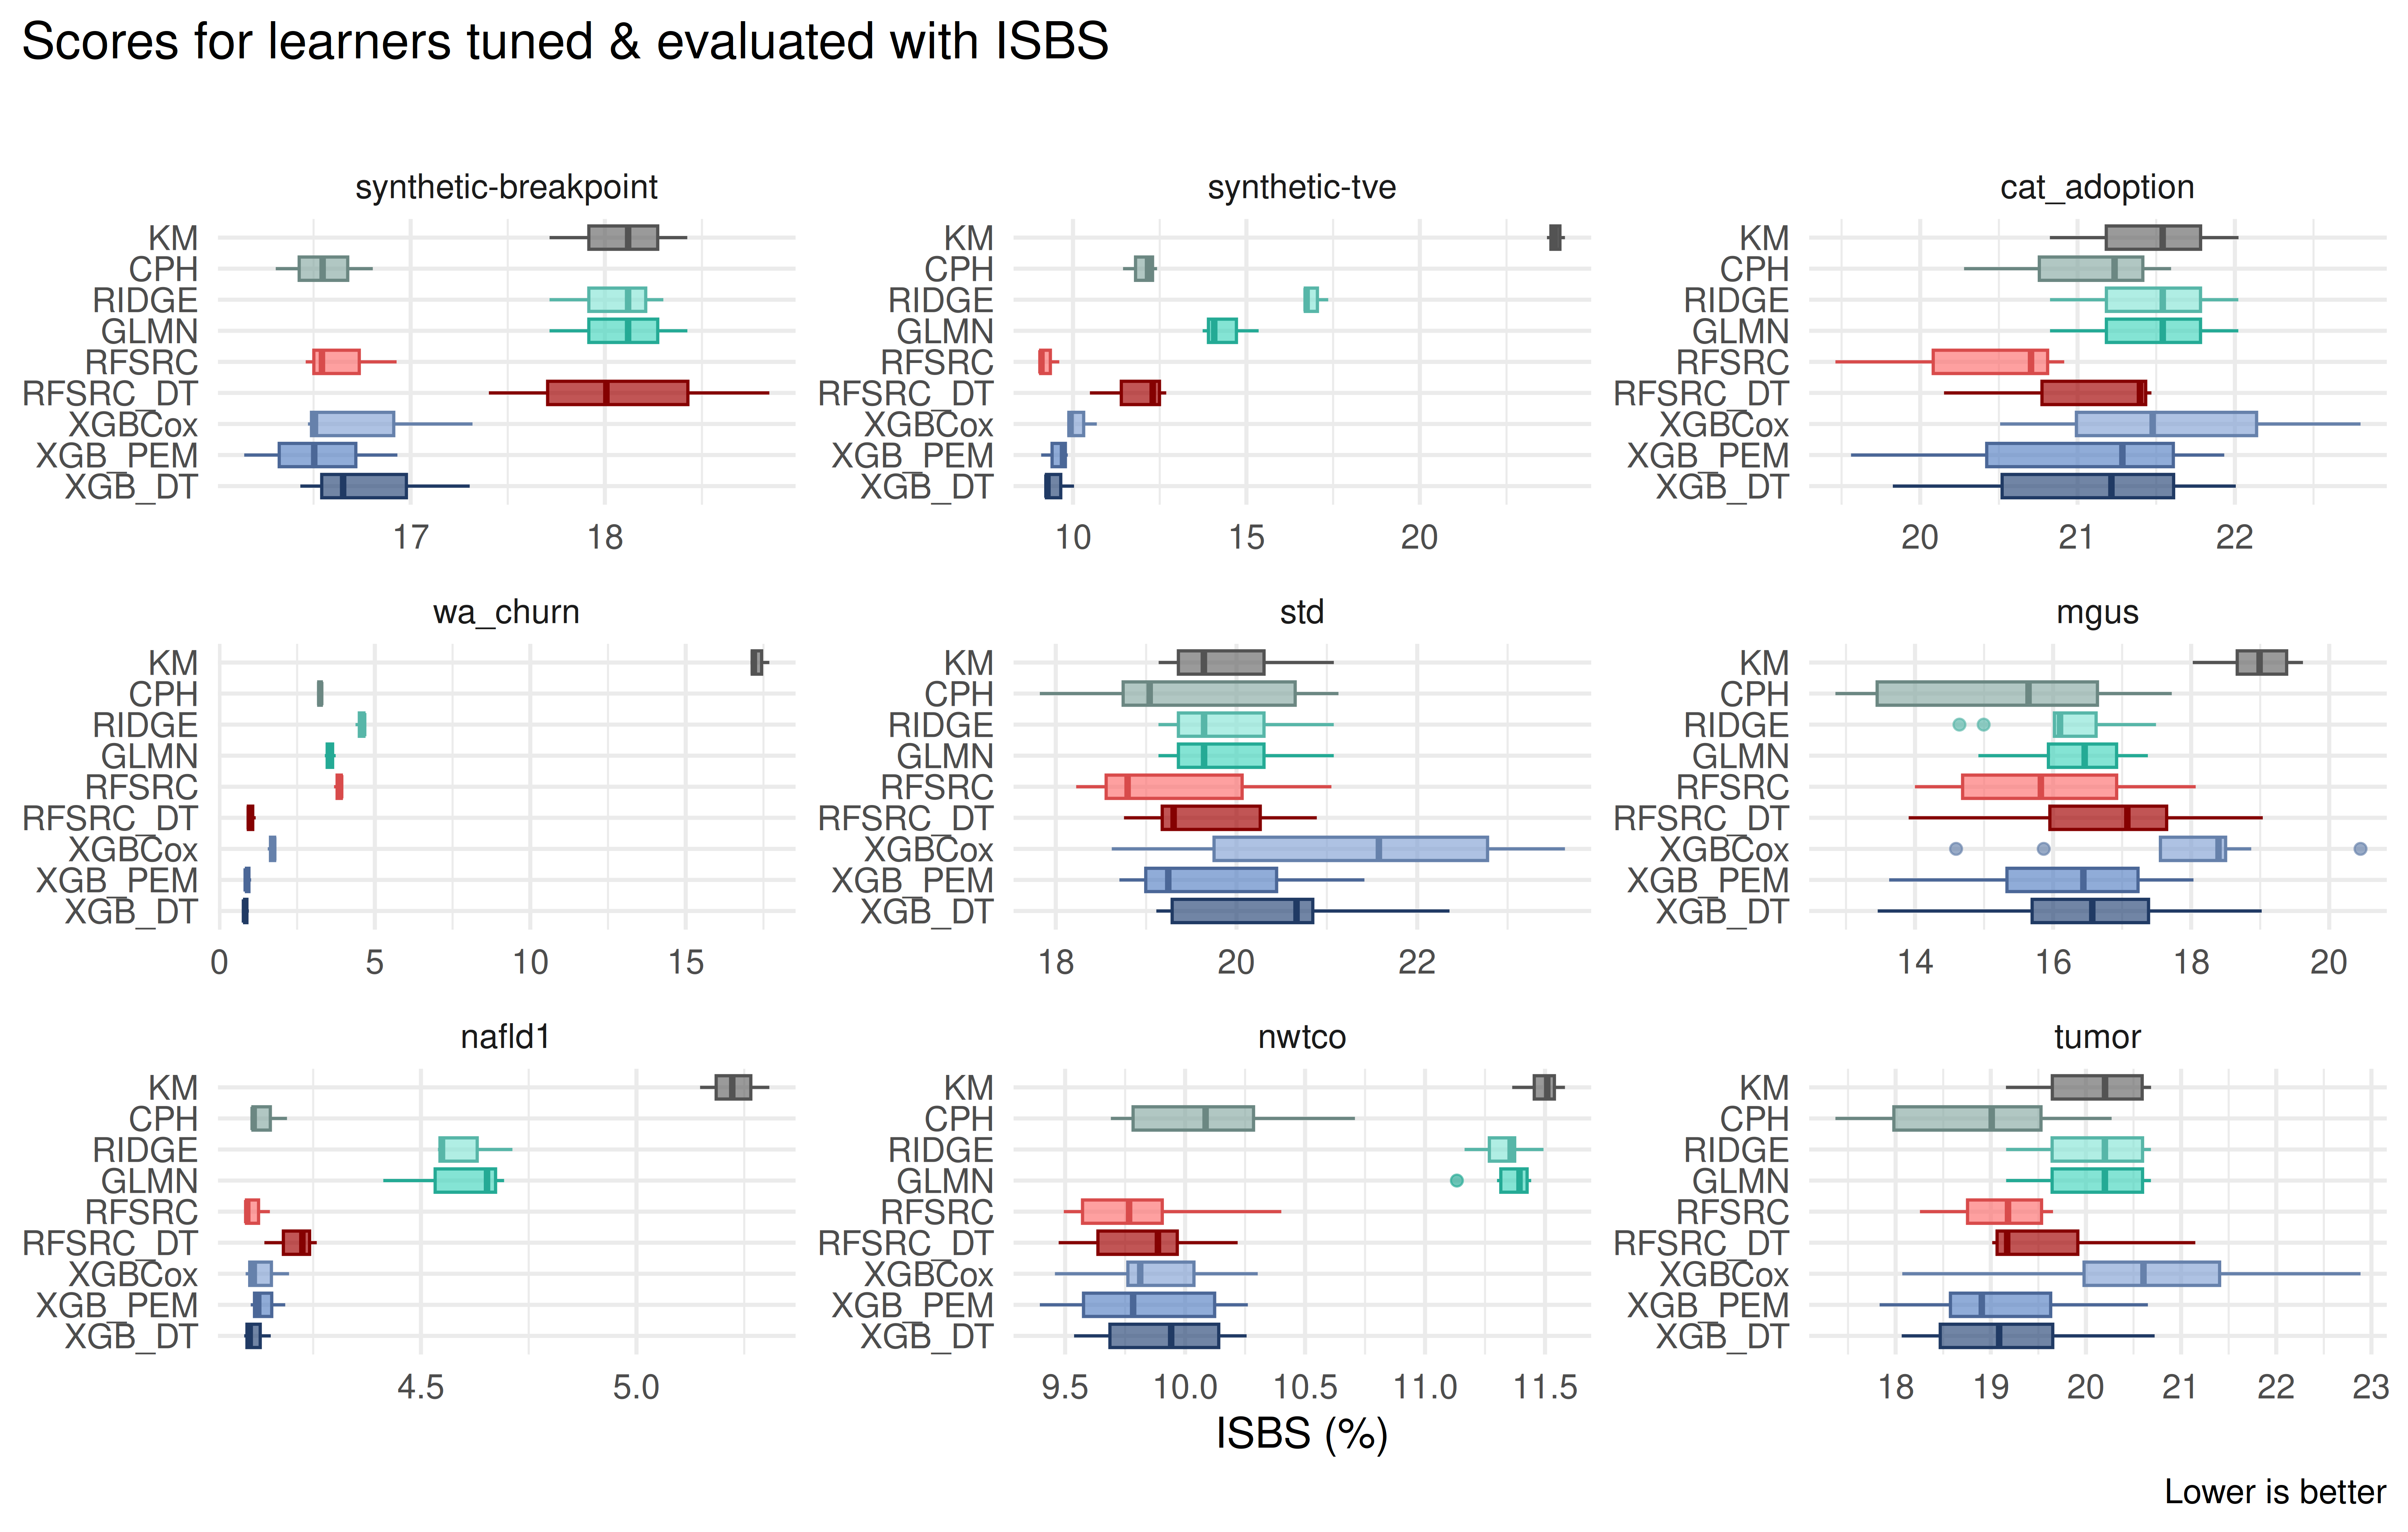 Scores for learners tuned & evaluated with ISBS
synthetic-breakpoint
KM
CPH
RIDGE
GLMN
RFSRC
RFSRC_DT
XGBCox
XGB_PEM
XGB_DT
17 18
synthetic-tve
KM
CPH
RIDGE
GLMN
RFSRC
RFSRC_DT
XGBCox
XGB_PEM
XGB_DT
10 15 20
cat_adoption
KM
CPH
RIDGE
GLMN
RFSRC
RFSRC_DT
XGBCox
XGB_PEM
XGB_DT
20 21 22
wa_churn
KM
CPH
RIDGE
GLMN
RFSRC
RFSRC_DT
XGBCox
XGB_PEM
XGB_DT
0 5 10 15
std
KM
CPH
RIDGE
GLMN
RFSRC
RFSRC_DT
XGBCox
XGB_PEM
XGB_DT
18 20 22
mgus
KM
CPH
RIDGE
GLMN
RFSRC
RFSRC_DT
XGBCox
XGB_PEM
XGB_DT
14 16 18 20
nafld1
KM
CPH
RIDGE
GLMN
RFSRC
RFSRC_DT
XGBCox
XGB_PEM
XGB_DT
4.5 5.0
nwtco
KM
CPH
RIDGE
GLMN
RFSRC
RFSRC_DT
XGBCox
XGB_PEM
XGB_DT
9.5 10.0 10.5 11.0 11.5
tumor
KM
CPH
RIDGE
GLMN
RFSRC
RFSRC_DT
XGBCox
XGB_PEM
XGB_DT
18 19 20 21 22 23
ISBS (%)
Lower is better